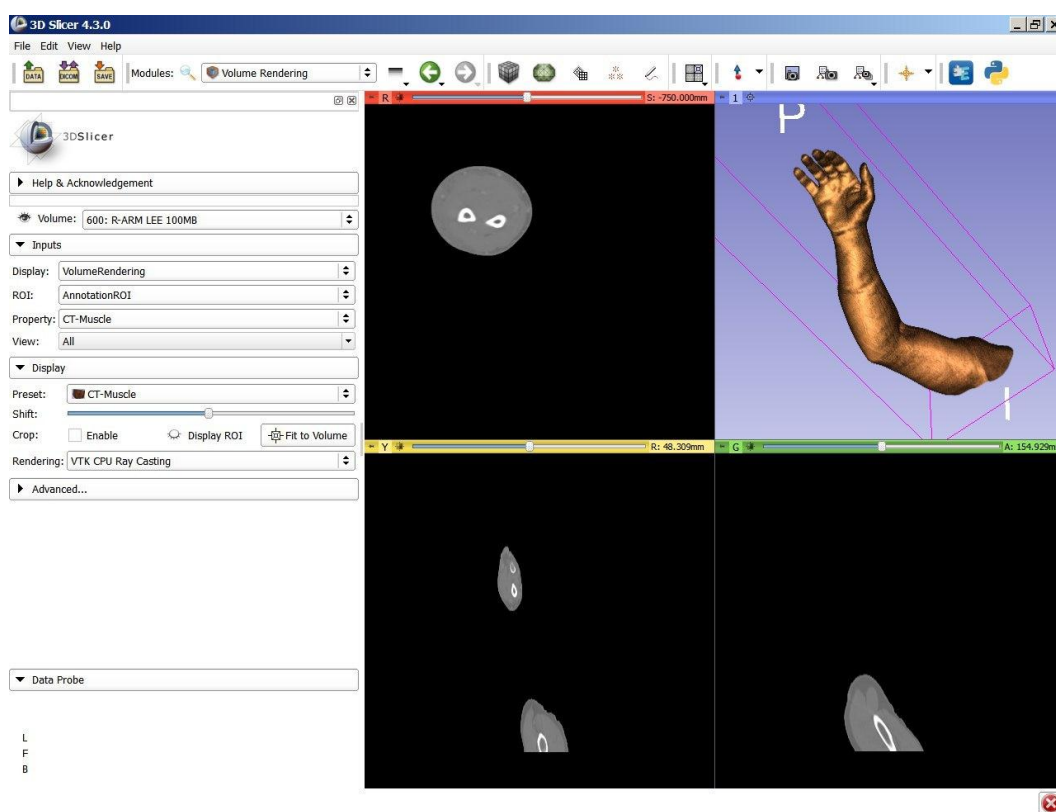 3D Slicer 4.3.0
File Edit View Help
DATA DICOM SAVE Modules: Volume Rendering
R S: -750.000mm 1
3DSlicer
P
Help & Acknowledgement
Volume: 600: R-ARM LEE 100MB
Inputs
Display: VolumeRendering
ROI: AnnotationROI
Property: CT-Muscle
View: All
Display
Preset: CT-Muscle
Shift:
I
Crop: Enable Display ROI Fit to Volume
Y R: 48.309mm G A: 154.929m
Rendering: VTK CPU Ray Casting
Advanced...
Data Probe
L
F
B